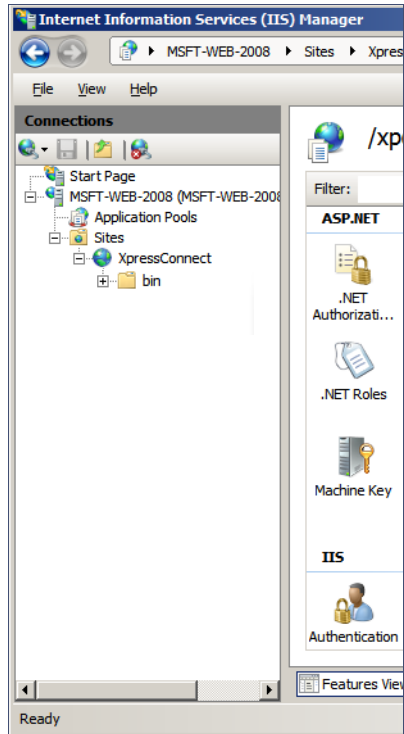 Internet Information Services (IIS) Manager
MSFT-WEB-2008 Sites Xpres
File View Help
Connections
Start Page
MSFT-WEB-2008 (MSFT-WEB-2008
Application Pools
Sites
XpressConnect
bin
/xp
Filter:
ASP.NET
.NET
Authorizati...
.NET Roles
Machine Key
IIS
Authentication
Features View
Ready